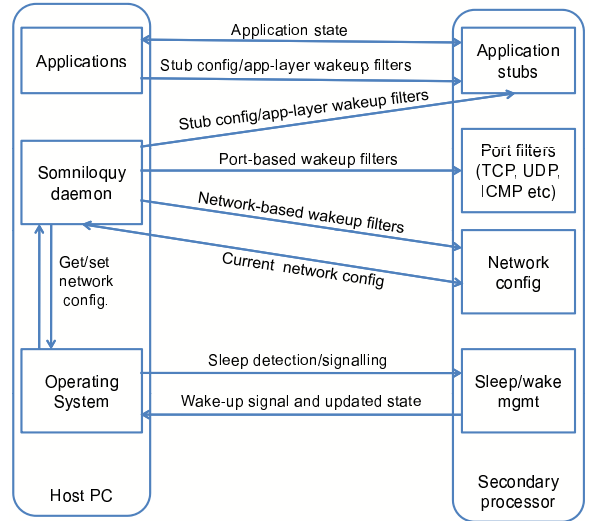 Application state
Applications
Application
stubs
Stub config/app-layer wakeup filters
Stub config/app-layer wakeup filters
Somniloquy
daemon
Port-based wakeup filters
Port filters
(TCP, UDP,
ICMP etc)
Network-based wakeup filters
Current network config
Network
config
Get/set
network
config.
Operating
System
Sleep detection/signalling
Wake-up signal and updated state
Sleep/wake
mgmt
Host PC
Secondary
processor